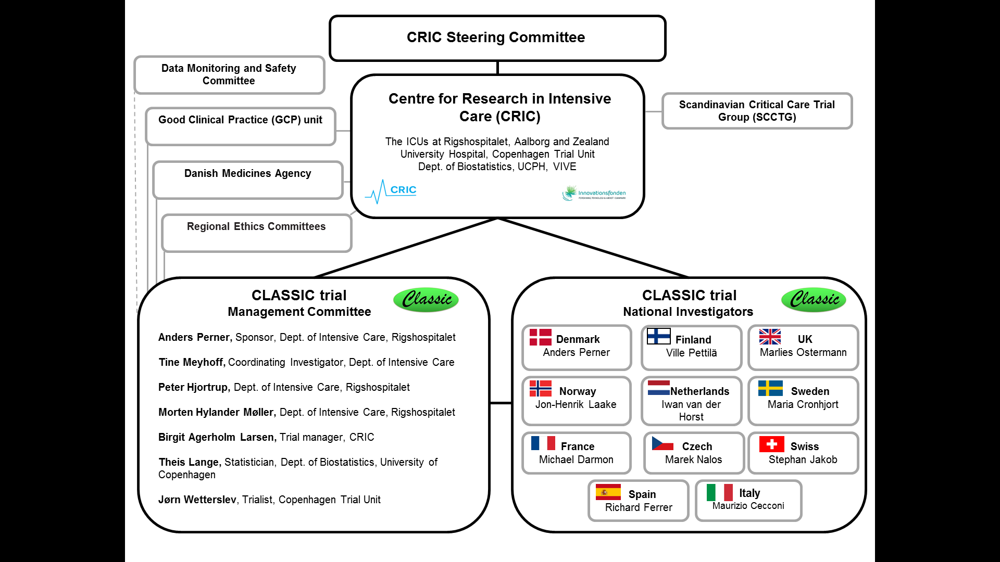 CRIC Steering Committee
Data Monitoring and Safety
Committee
Good Clinical Practice (GCP) unit
Danish Medicines Agency
Regional Ethics Committees
Centre for Research in Intensive
Care (CRIC)
The ICUs at Rigshospitalet, Aalborg and Zealand
University Hospital, Copenhagen Trial Unit
Dept. of Biostatistics, UCPH, VIVE
CRIC
Innovationsfonden
FORSKNING, TEKNOLOGI & VÆKST I DANMARK
Scandinavian Critical Care Trial
Group (SCCTG)
CLASSIC trial
Management Committee
Classic
Anders Perner, Sponsor, Dept. of Intensive Care, Rigshospitalet
Tine Meyhoff, Coordinating Investigator, Dept. of Intensive Care
Peter Hjortrup, Dept. of Intensive Care, Rigshospitalet
Morten Hylander Møller, Dept. of Intensive Care, Rigshospitalet
Birgit Agerholm Larsen, Trial manager, CRIC
Theis Lange, Statistician, Dept. of Biostatistics, University of
Copenhagen
Jørn Wetterslev, Trialist, Copenhagen Trial Unit
CLASSIC trial
National Investigators
Classic
Denmark
Anders Perner
Finland
Ville Pettilä
UK
Marlies Ostermann
Norway
Jon-Henrik Laake
Netherlands
Iwan van der
Horst
Sweden
Maria Cronhjort
France
Michael Darmon
Czech
Marek Nalos
Swiss
Stephan Jakob
Spain
Richard Ferrer
Italy
Maurizio Cecconi